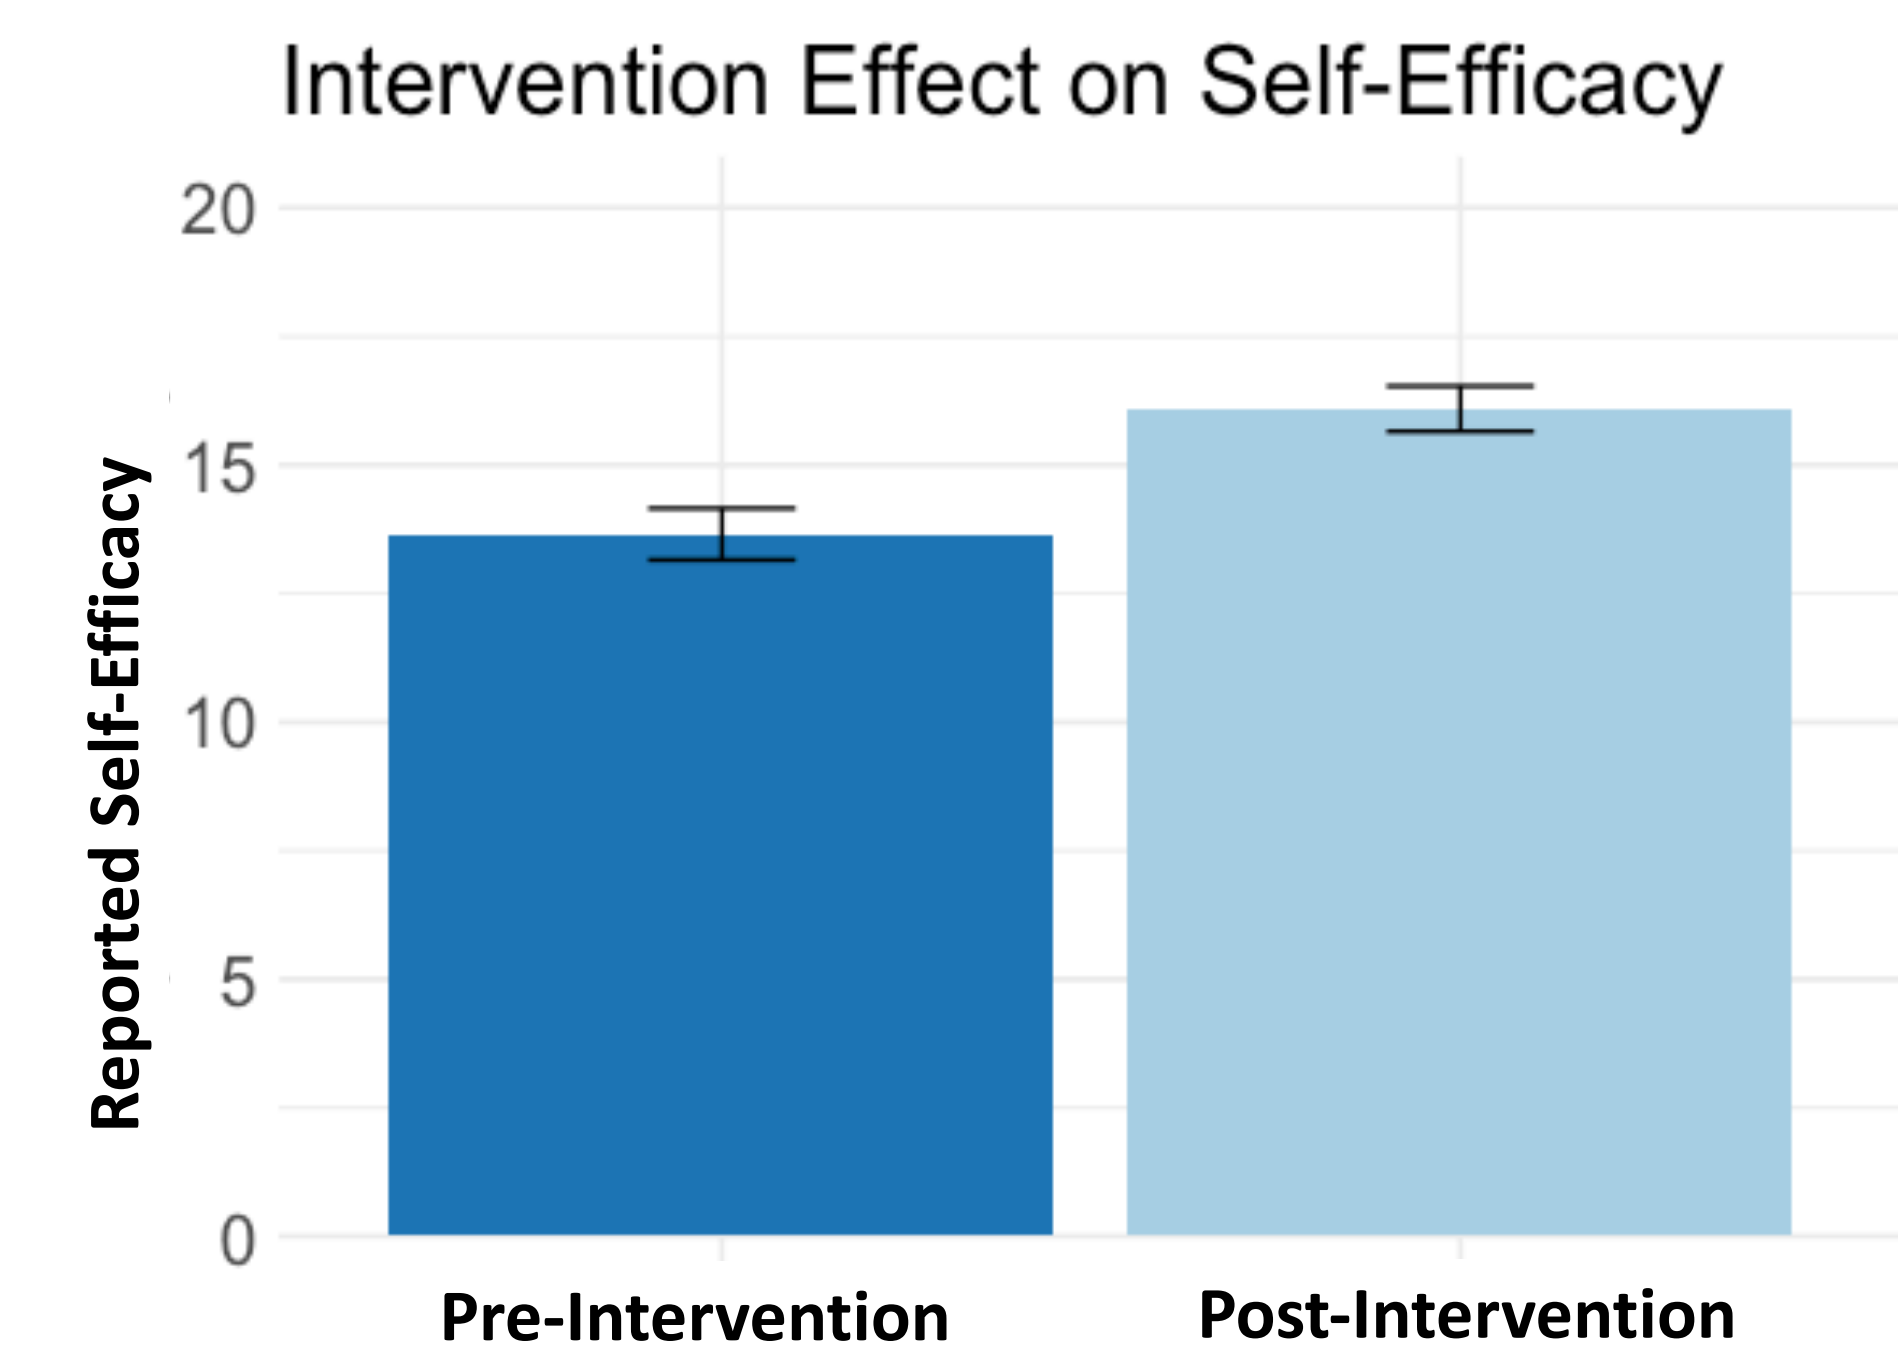 Intervention Effect on Self-Efficacy
Reported Self-Efficacy
20
15
10
5
0
Pre-Intervention
Post-Intervention